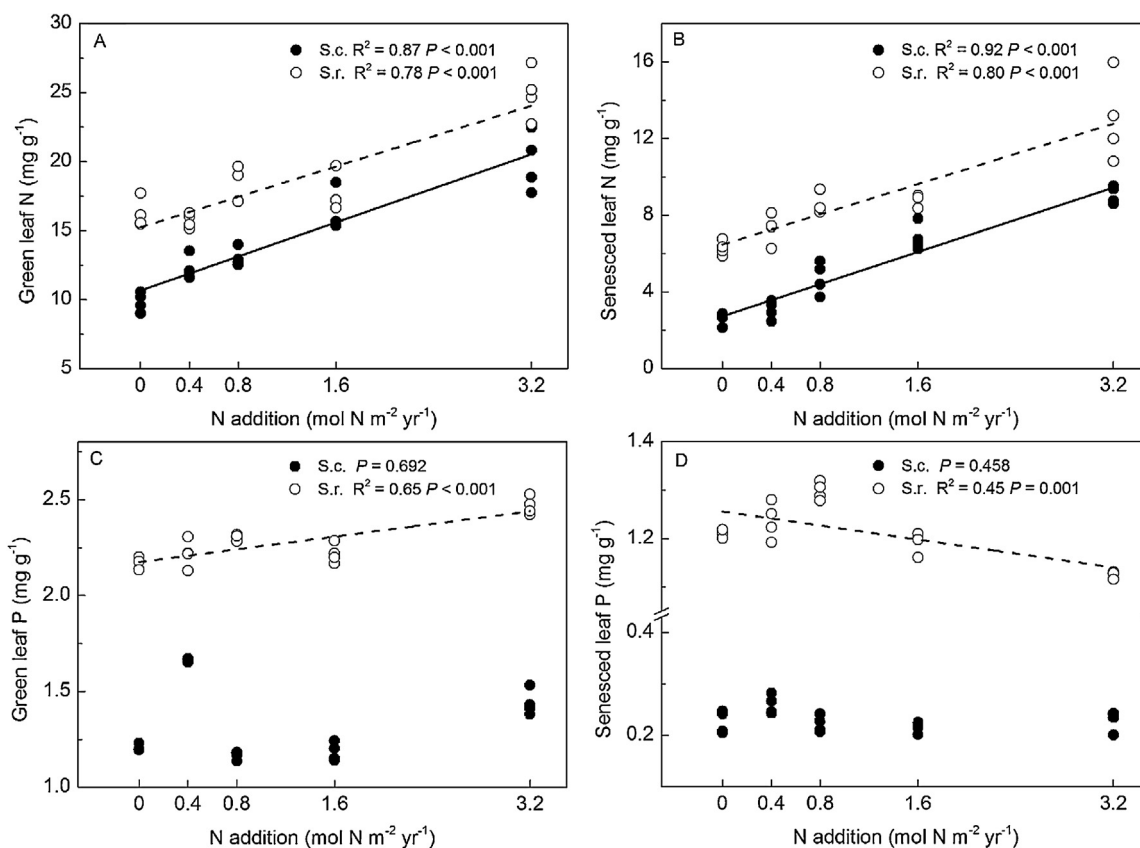 A
S.c. R² = 0.87 P < 0.001
S.r. R² = 0.78 P < 0.001
30
25
20
15
10
5
Green leaf N (mg g⁻¹)
0 0.4 0.8 1.6 3.2
N addition (mol N m⁻² yr⁻¹)
B
S.c. R² = 0.92 P < 0.001
S.r. R² = 0.80 P < 0.001
16
12
8
4
0
Senesced leaf N (mg g⁻¹)
0 0.4 0.8 1.6 3.2
N addition (mol N m⁻² yr⁻¹)
C
S.c. P = 0.692
S.r. R² = 0.65 P < 0.001
2.5
2.0
1.5
1.0
Green leaf P (mg g⁻¹)
0 0.4 0.8 1.6 3.2
N addition (mol N m⁻² yr⁻¹)
D
S.c. P = 0.458
S.r. R² = 0.45 P = 0.001
1.4
1.2
0.4
0.2
Senesced leaf P (mg g⁻¹)
0 0.4 0.8 1.6 3.2
N addition (mol N m⁻² yr⁻¹)